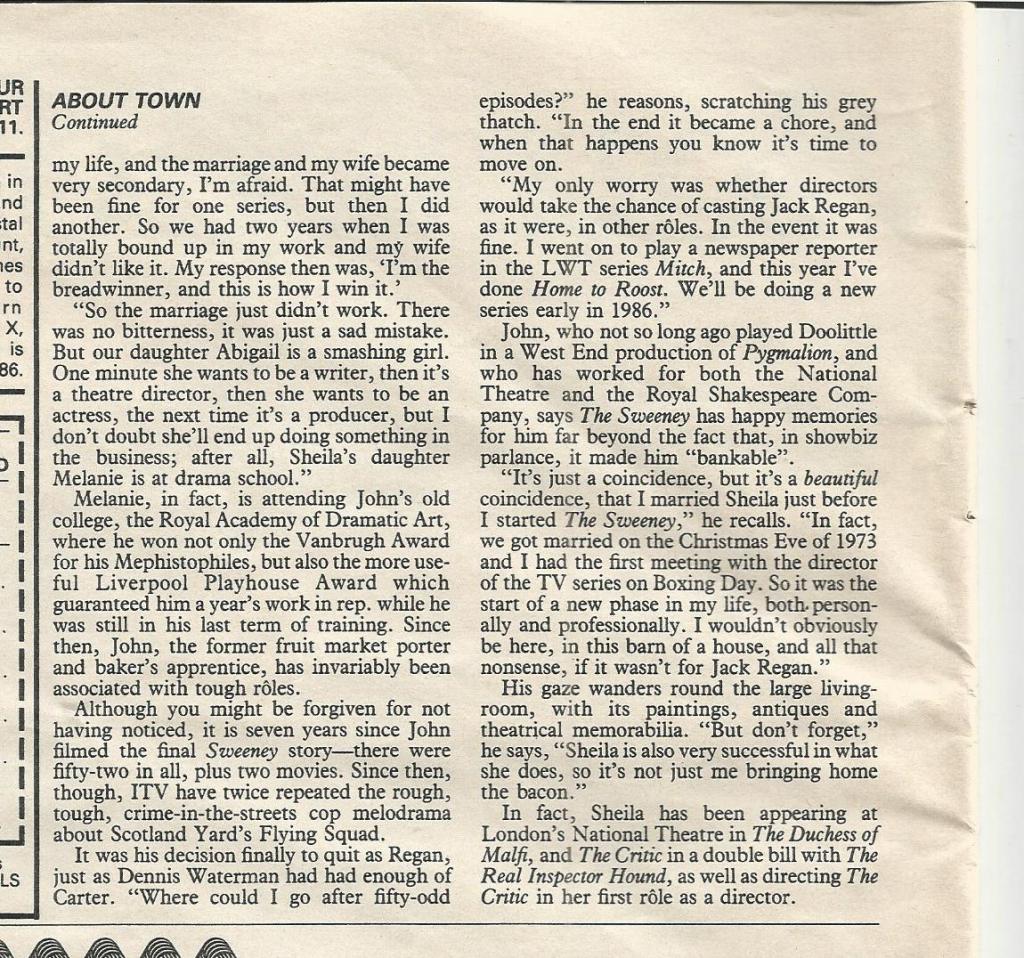 UR
RT
11.
in
nd
stal
nt,
nes
to
rn
X,
is
86.
LS
ABOUT TOWN
Continued
my life, and the marriage and my wife became
very secondary, I'm afraid. That might have
been fine for one series, but then I did
another. So we had two years when I was
totally bound up in my work and my wife
didn't like it. My response then was, 'I'm the
breadwinner, and this is how I win it.'
"So the marriage just didn't work. There
was no bitterness, it was just a sad mistake.
But our daughter Abigail is a smashing girl.
One minute she wants to be a writer, then it's
a theatre director, then she wants to be an
actress, the next time it's a producer, but I
don't doubt she'll end up doing something in
the business; after all, Sheila's daughter
Melanie is at drama school."
Melanie, in fact, is attending John's old
college, the Royal Academy of Dramatic Art,
where he won not only the Vanbrugh Award
for his Mephistophiles, but also the more use-
ful Liverpool Playhouse Award which
guaranteed him a year's work in rep. while he
was still in his last term of training. Since
then, John, the former fruit market porter
and baker's apprentice, has invariably been
associated with tough rôles.
Although you might be forgiven for not
having noticed, it is seven years since John
filmed the final Sweeney story—there were
fifty-two in all, plus two movies. Since then,
though, ITV have twice repeated the rough,
tough, crime-in-the-streets cop melodrama
about Scotland Yard's Flying Squad.
It was his decision finally to quit as Regan,
just as Dennis Waterman had had enough of
Carter. "Where could I go after fifty-odd
episodes?" he reasons, scratching his grey
thatch. "In the end it became a chore, and
when that happens you know it's time to
move on.
"My only worry was whether directors
would take the chance of casting Jack Regan,
as it were, in other rôles. In the event it was
fine. I went on to play a newspaper reporter
in the LWT series Mitch, and this year I've
done Home to Roost. We'll be doing a new
series early in 1986."
John, who not so long ago played Doolittle
in a West End production of Pygmalion, and
who has worked for both the National
Theatre and the Royal Shakespeare Com-
pany, says The Sweeney has happy memories
for him far beyond the fact that, in showbiz
parlance, it made him "bankable".
"It's just a coincidence, but it's a beautiful
coincidence, that I married Sheila just before
I started The Sweeney," he recalls. "In fact,
we got married on the Christmas Eve of 1973
and I had the first meeting with the director
of the TV series on Boxing Day. So it was the
start of a new phase in my life, both person-
ally and professionally. I wouldn't obviously
be here, in this barn of a house, and all that
nonsense, if it wasn't for Jack Regan."
His gaze wanders round the large living-
room, with its paintings, antiques and
theatrical memorabilia. "But don't forget,"
he says, "Sheila is also very successful in what
she does, so it's not just me bringing home
the bacon."
In fact, Sheila has been appearing at
London's National Theatre in The Duchess of
Malfi, and The Critic in a double bill with The
Real Inspector Hound, as well as directing The
Critic in her first rôle as a director.